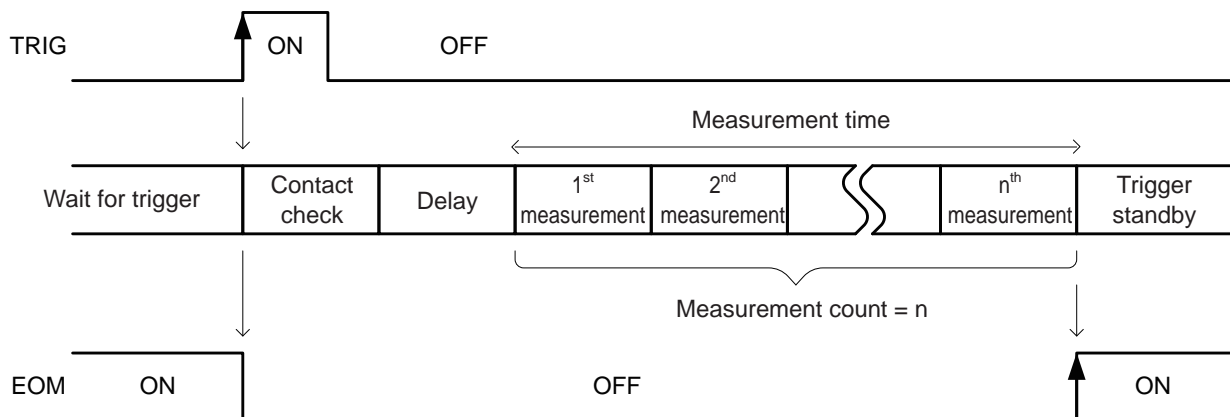 TRIG
ON
OFF
Measurement time
Wait for trigger
Contact
check
Delay
1st
measurement
2nd
measurement
nth
measurement
Trigger
standby
Measurement count = n
EOM
ON
OFF
ON